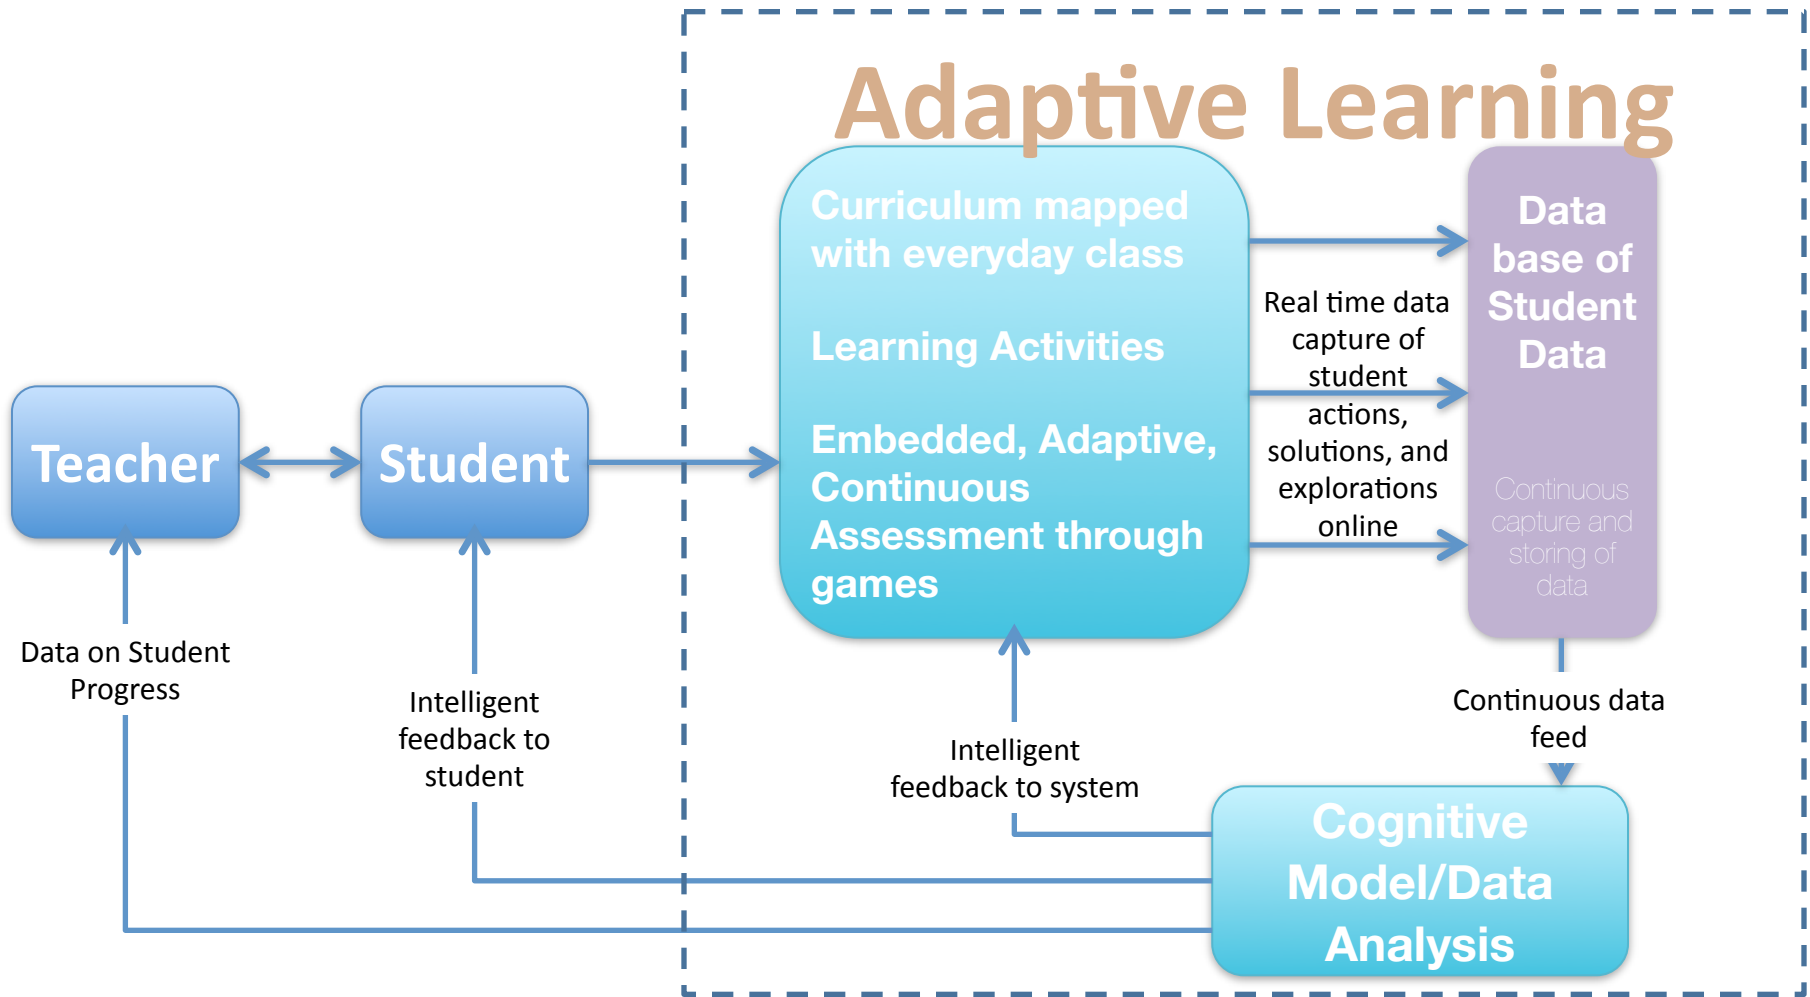 Adaptive Learning
Curriculum mapped
with everyday class
Learning Activities
Embedded, Adaptive,
Continuous
Assessment through
games
Real time data
capture of
student
actions,
solutions, and
explorations
online
Data
base of
Student
Data
Continuous
capture and
storing of
data
Teacher
Student
Data on Student
Progress
Intelligent
feedback to
student
Intelligent
feedback to system
Continuous data
feed
Cognitive
Model/Data
Analysis